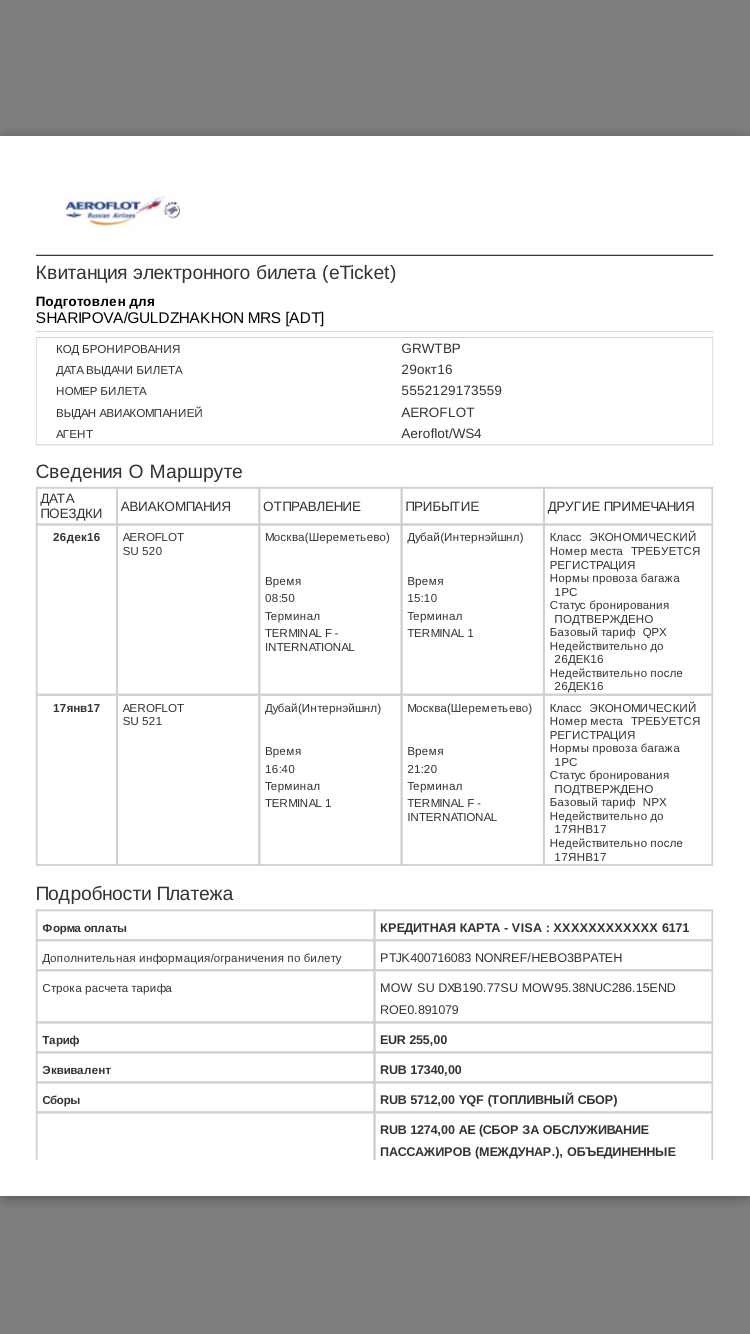 AEROFLOT
Russian Airlines
Квитанция электронного билета (eTicket)
Подготовлен для
SHARIPOVA/GULDZHAKHON MRS [ADT]
КОД БРОНИРОВАНИЯ GRWTBP
ДАТА ВЫДАЧИ БИЛЕТА 29окт16
НОМЕР БИЛЕТА 5552129173559
ВЫДАН АВИАКОМПАНИЕЙ AEROFLOT
АГЕНТ Aeroflot/WS4
Сведения О Маршруте
ДАТА ПОЕЗДКИ АВИАКОМПАНИЯ ОТПРАВЛЕНИЕ ПРИБЫТИЕ ДРУГИЕ ПРИМЕЧАНИЯ
26дек16
AEROFLOT
SU 520
Москва(Шереметьево)
Время
08:50
Терминал
TERMINAL F -
INTERNATIONAL
Дубай(Интернэйшнл)
Время
15:10
Терминал
TERMINAL 1
Класс ЭКОНОМИЧЕСКИЙ
Номер места ТРЕБУЕТСЯ
РЕГИСТРАЦИЯ
Нормы провоза багажа
1PC
Статус бронирования
ПОДТВЕРЖДЕНО
Базовый тариф QPX
Недействительно до
26ДЕК16
Недействительно после
26ДЕК16
17янв17
AEROFLOT
SU 521
Дубай(Интернэйшнл)
Время
16:40
Терминал
TERMINAL 1
Москва(Шереметьево)
Время
21:20
Терминал
TERMINAL F -
INTERNATIONAL
Класс ЭКОНОМИЧЕСКИЙ
Номер места ТРЕБУЕТСЯ
РЕГИСТРАЦИЯ
Нормы провоза багажа
1PC
Статус бронирования
ПОДТВЕРЖДЕНО
Базовый тариф NPX
Недействительно до
17ЯНВ17
Недействительно после
17ЯНВ17
Подробности Платежа
Форма оплаты КРЕДИТНАЯ КАРТА - VISA : XXXXXXXXXXXX 6171
Дополнительная информация/ограничения по билету PTJK400716083 NONREF/HEBO3BPATEH
Строка расчета тарифа MOW SU DXB190.77SU MOW95.38NUC286.15END
ROE0.891079
Тариф EUR 255,00
Эквивалент RUB 17340,00
Сборы RUB 5712,00 YQF (ТОПЛИВНЫЙ СБОР)
RUB 1274,00 AE (СБОР ЗА ОБСЛУЖИВАНИЕ
ПАССАЖИРОВ (МЕЖДУНАР.), ОБЪЕДИНЕННЫЕ